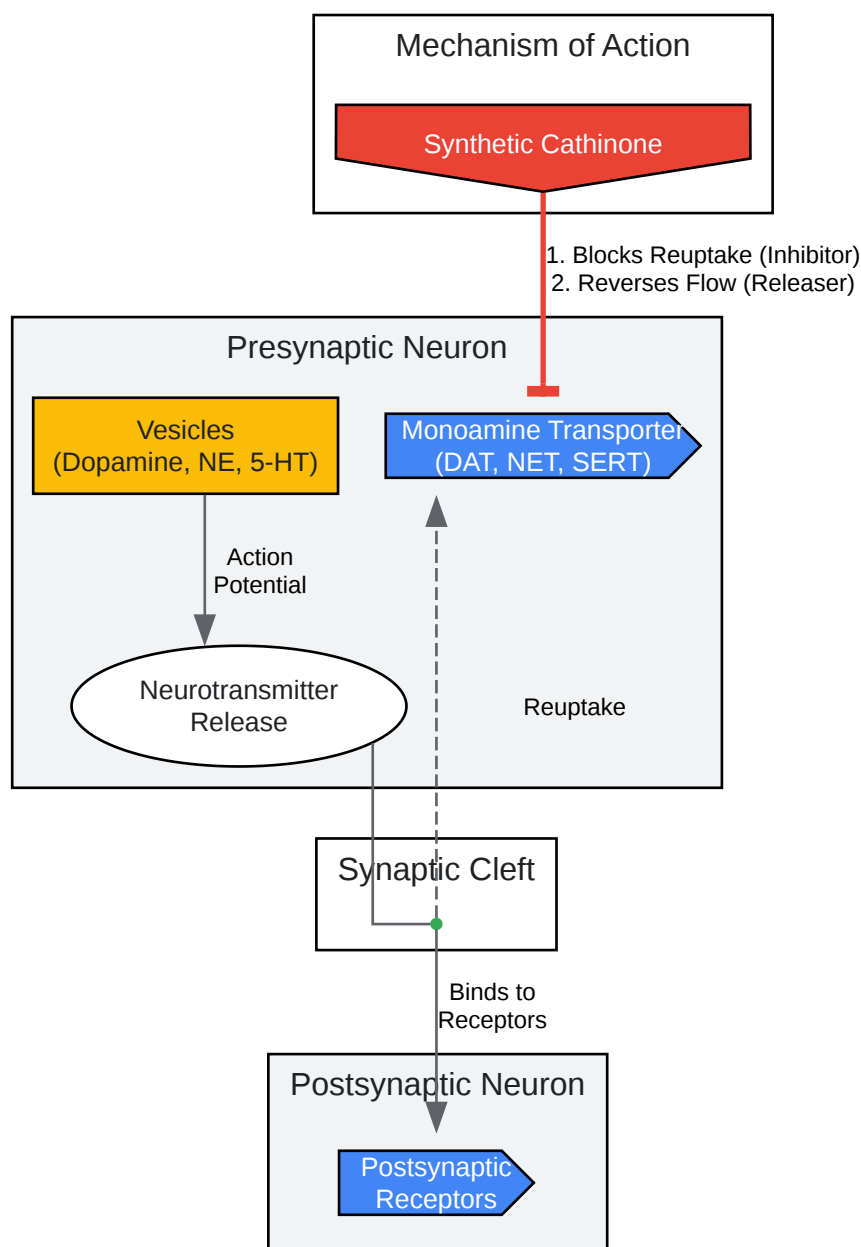 Mechanism of Action
Synthetic Cathinone
1. Blocks Reuptake (Inhibitor)
2. Reverses Flow (Releaser)
Presynaptic Neuron
Vesicles
(Dopamine, NE, 5-HT)
Monoamine Transporter
(DAT, NET, SERT)
Action
Potential
Neurotransmitter
Release
Reuptake
Synaptic Cleft
Binds to
Receptors
Postsynaptic Neuron
Postsynaptic
Receptors